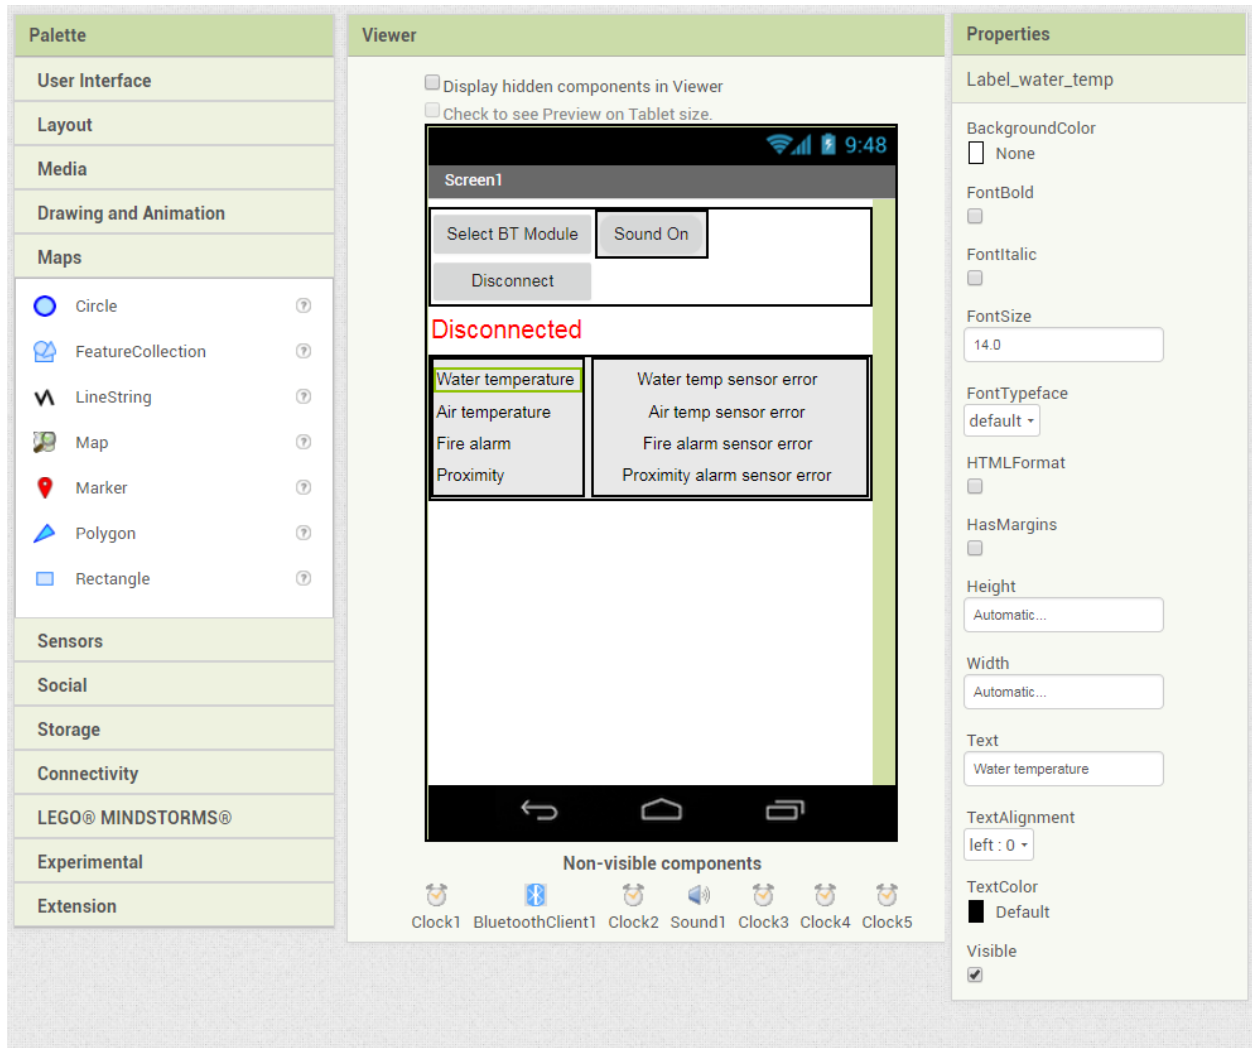 Palette
User Interface
Layout
Media
Drawing and Animation
Maps
Circle ?
FeatureCollection ?
LineString ?
Map ?
Marker ?
Polygon ?
Rectangle ?
Sensors
Social
Storage
Connectivity
LEGO® MINDSTORMS®
Experimental
Extension
Viewer
Display hidden components in Viewer
Check to see Preview on Tablet size.
9:48
Screen1
Select BT Module Sound On
Disconnect
Disconnected
Water temperature Water temp sensor error
Air temperature Air temp sensor error
Fire alarm Fire alarm sensor error
Proximity Proximity alarm sensor error
Non-visible components
Clock1 BluetoothClient1 Clock2 Sound1 Clock3 Clock4 Clock5
Properties
Label_water_temp
BackgroundColor
None
FontBold
FontItalic
FontSize
14.0
FontTypeface
default
HTMLFormat
HasMargins
Height
Automatic...
Width
Automatic...
Text
Water temperature
TextAlignment
left : 0
TextColor
Default
Visible